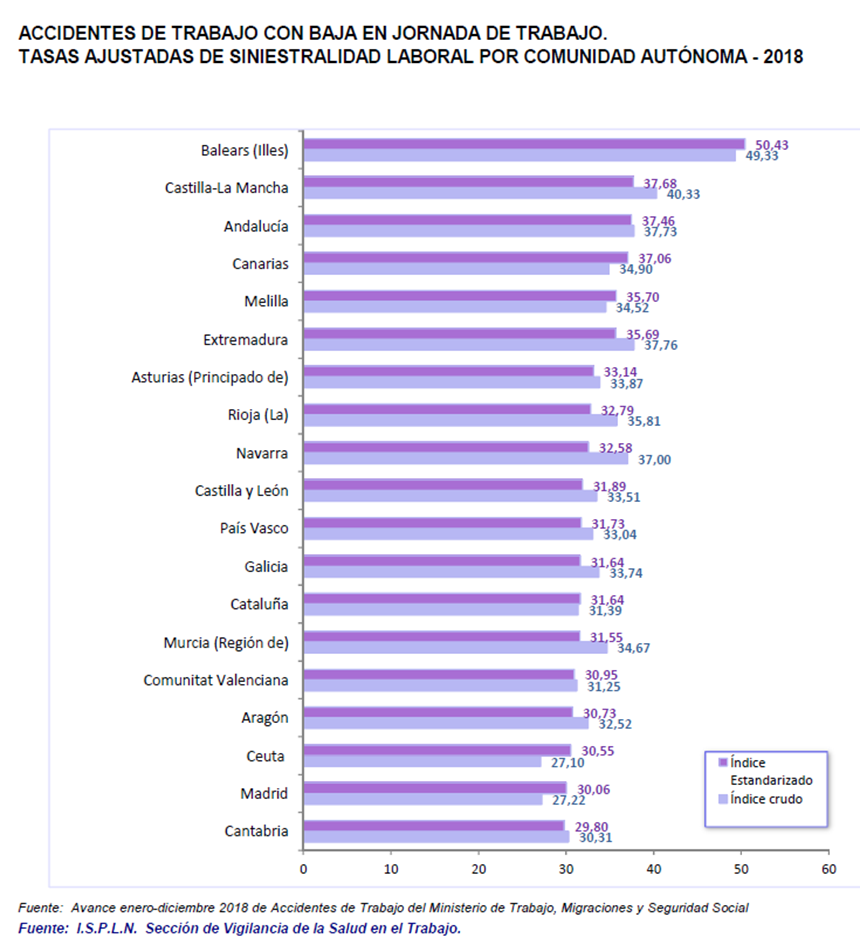 ACCIDENTES DE TRABAJO CON BAJA EN JORNADA DE TRABAJO.
TASAS AJUSTADAS DE SINIESTRALIDAD LABORAL POR COMUNIDAD AUTÓNOMA - 2018
Balears (Illes) 50,43
49,33
Castilla-La Mancha 37,68
40,33
Andalucía 37,46
37,73
Canarias 37,06
34,90
Melilla 35,70
34,52
Extremadura 35,69
37,76
Asturias (Principado de) 33,14
33,87
Rioja (La) 32,79
35,81
Navarra 32,58
37,00
Castilla y León 31,89
33,51
País Vasco 31,73
33,04
Galicia 31,64
33,74
Cataluña 31,64
31,39
Murcia (Región de) 31,55
34,67
Comunitat Valenciana 30,95
31,25
Aragón 30,73
32,52
Ceuta 30,55
27,10
Madrid 30,06
27,22
Cantabria 29,80
30,31
Índice
Estandarizado
Índice crudo
0 10 20 30 40 50 60
Fuente: Avance enero-diciembre 2018 de Accidentes de Trabajo del Ministerio de Trabajo, Migraciones y Seguridad Social
Fuente: I.S.P.L.N. Sección de Vigilancia de la Salud en el Trabajo.